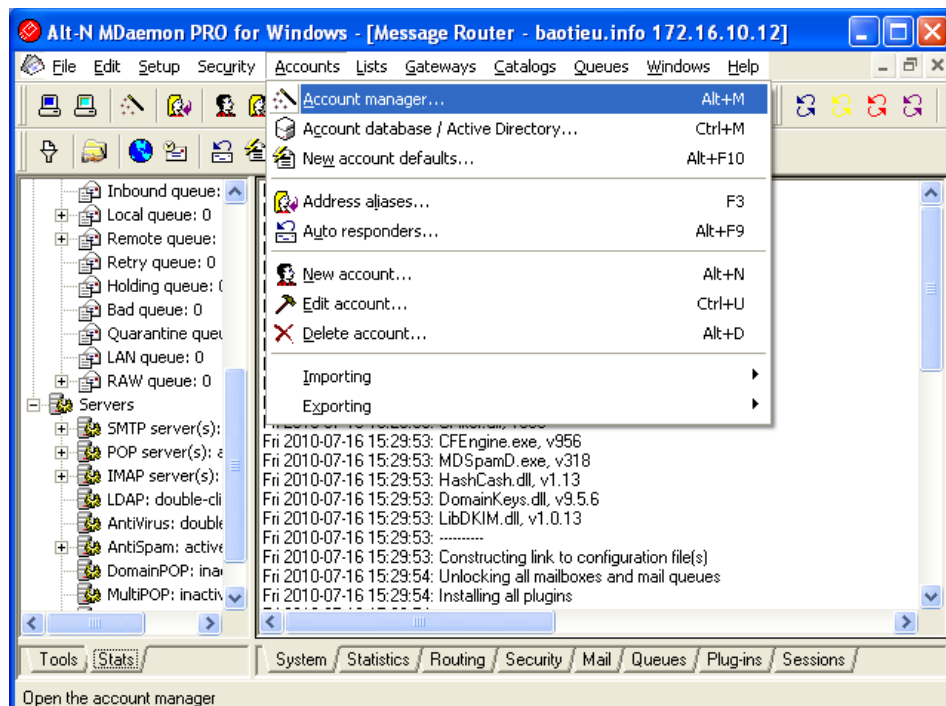 Alt-N MDaemon PRO for Windows - [Message Router - baotieu.info 172.16.10.12]
File Edit Setup Security Accounts Lists Gateways Catalogs Queues Windows Help
Account manager... Alt+M
Account database / Active Directory... Ctrl+M
New account defaults... Alt+F10
Address aliases... F3
Auto responders... Alt+F9
New account... Alt+N
Edit account... Ctrl+U
Delete account... Alt+D
Importing
Exporting
Inbound queue:
Local queue: 0
Remote queue:
Retry queue: 0
Holding queue:
Bad queue: 0
Quarantine
LAN queue: 0
RAW queue: 0
Servers
SMTP server(s):
POP server(s):
IMAP server(s):
LDAP: double-cli
AntiVirus: double
AntiSpam: active
DomainPOP: ina
MultiPOP: inactiv
Fri 2010-07-16 15:29:53: CFEngine.exe, v956
Fri 2010-07-16 15:29:53: MDSpamD.exe, v318
Fri 2010-07-16 15:29:53: HashCash.dll, v1.13
Fri 2010-07-16 15:29:53: DomainKeys.dll, v9.5.6
Fri 2010-07-16 15:29:53: LibDKIM.dll, v1.0.13
Fri 2010-07-16 15:29:53: ----------
Fri 2010-07-16 15:29:53: Constructing link to configuration file(s)
Fri 2010-07-16 15:29:54: Unlocking all mailboxes and mail queues
Fri 2010-07-16 15:29:54: Installing all plugins
Tools Stats
System Statistics Routing Security Mail Queues Plug-ins Sessions
Open the account manager